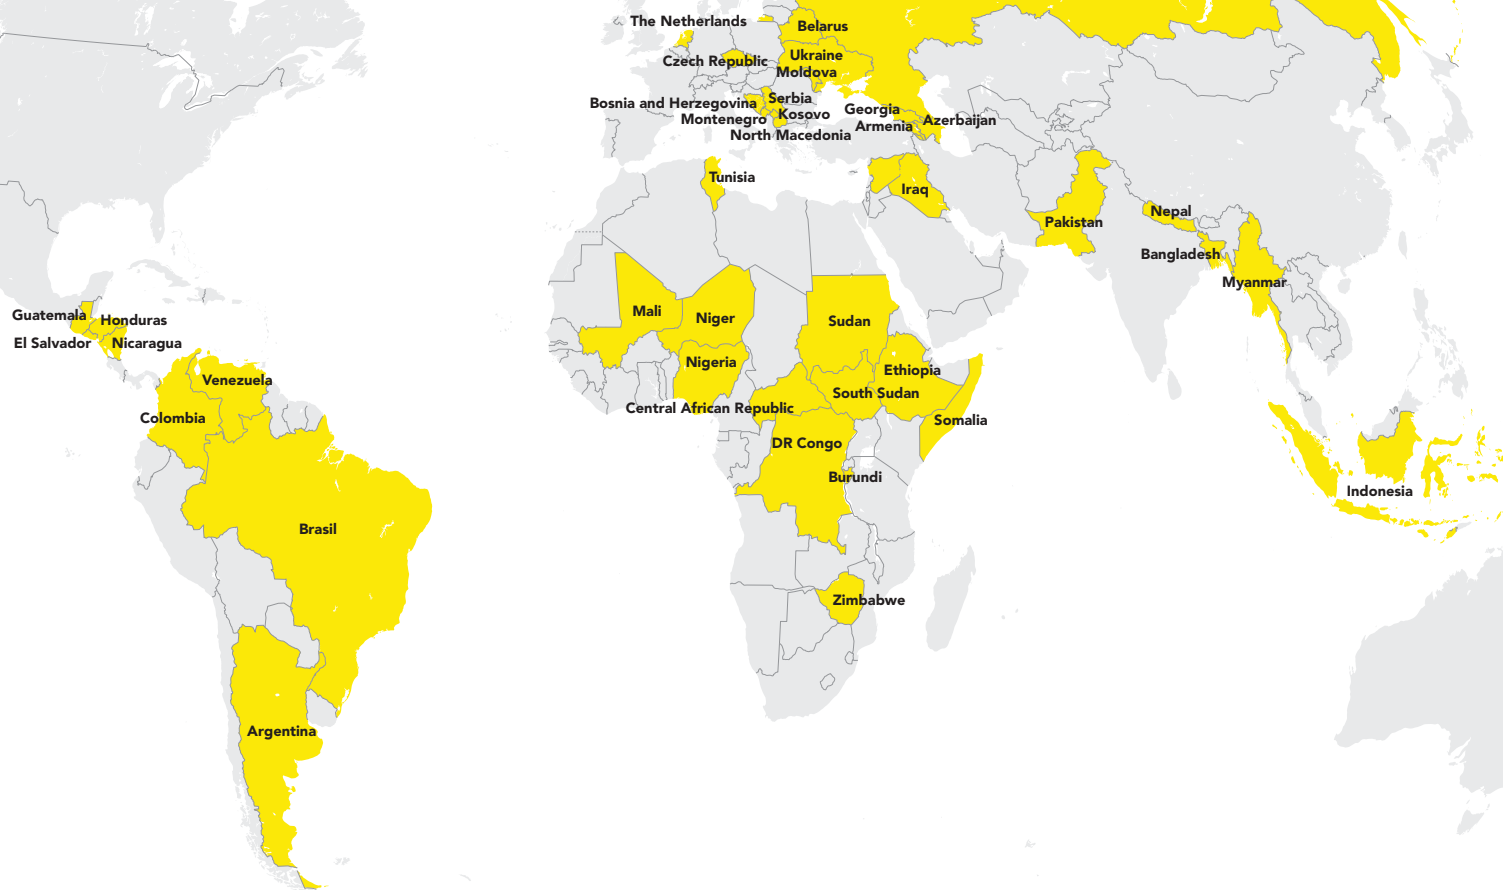 The Netherlands
Belarus
Czech Republic
Ukraine
Moldova
Bosnia and Herzegovina
Serbia
Kosovo
Montenegro
North Macedonia
Georgia
Armenia
Azerbaijan
Tunisia
Iraq
Pakistan
Nepal
Bangladesh
Myanmar
Guatemala
Honduras
El Salvador
Nicaragua
Mali
Niger
Sudan
Nigeria
Ethiopia
Venezuela
South Sudan
Colombia
Central African Republic
Somalia
DR Congo
Burundi
Indonesia
Brasil
Zimbabwe
Argentina